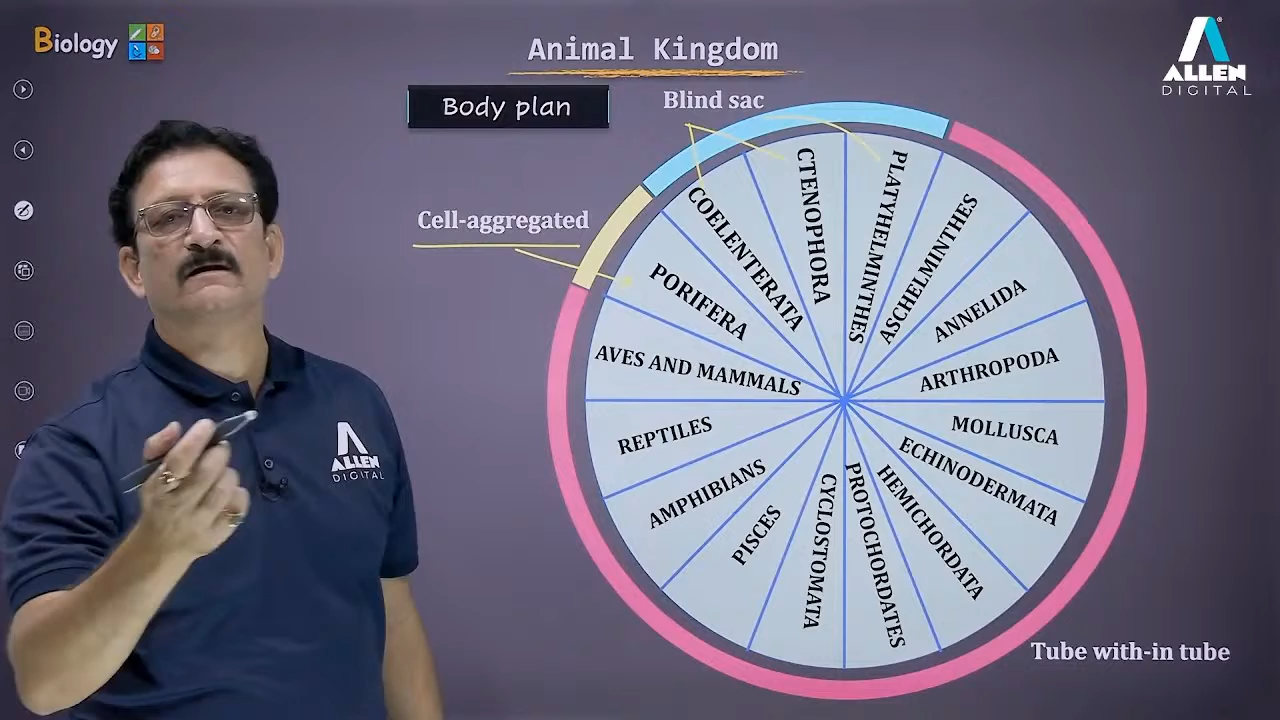 Biology
Animal Kingdom
ALLEN
DIGITAL
Body plan
Blind sac
Cell-aggregated
CTENOPHORA
PLATYHELMINTHES
COELENTERATA
ASCHELMINTHES
PORIFERA
ANNELIDA
AVES AND MAMMALS
ARTHROPODA
REPTILES
MOLLUSCA
AMPHIBIANS
ECHINODERMATA
PISCES
CYCLOSTOMATA
PROTOCHORDATES
HEMICHORDATA
ALLEN
DIGITAL
Tube with-in tube